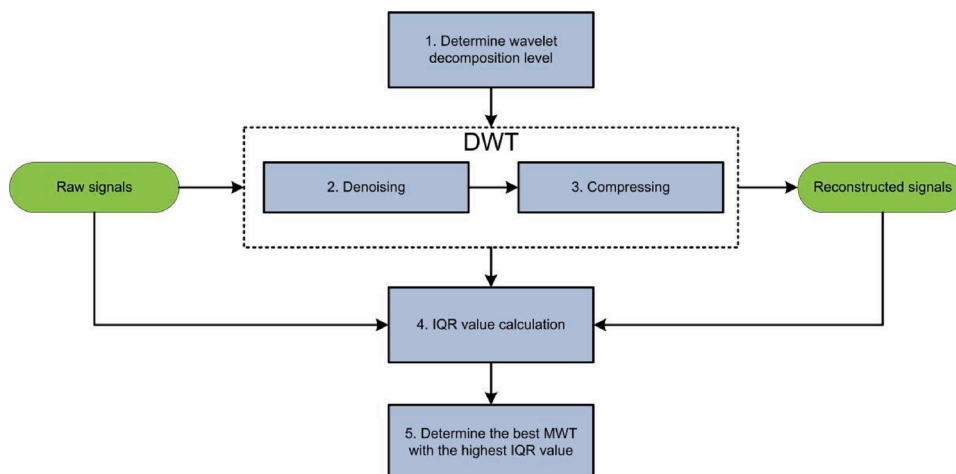 1. Determine wavelet
decomposition level
DWT
Raw signals
2. Denoising
3. Compressing
Reconstructed signals
4. IQR value calculation
5. Determine the best MWT
with the highest IQR value